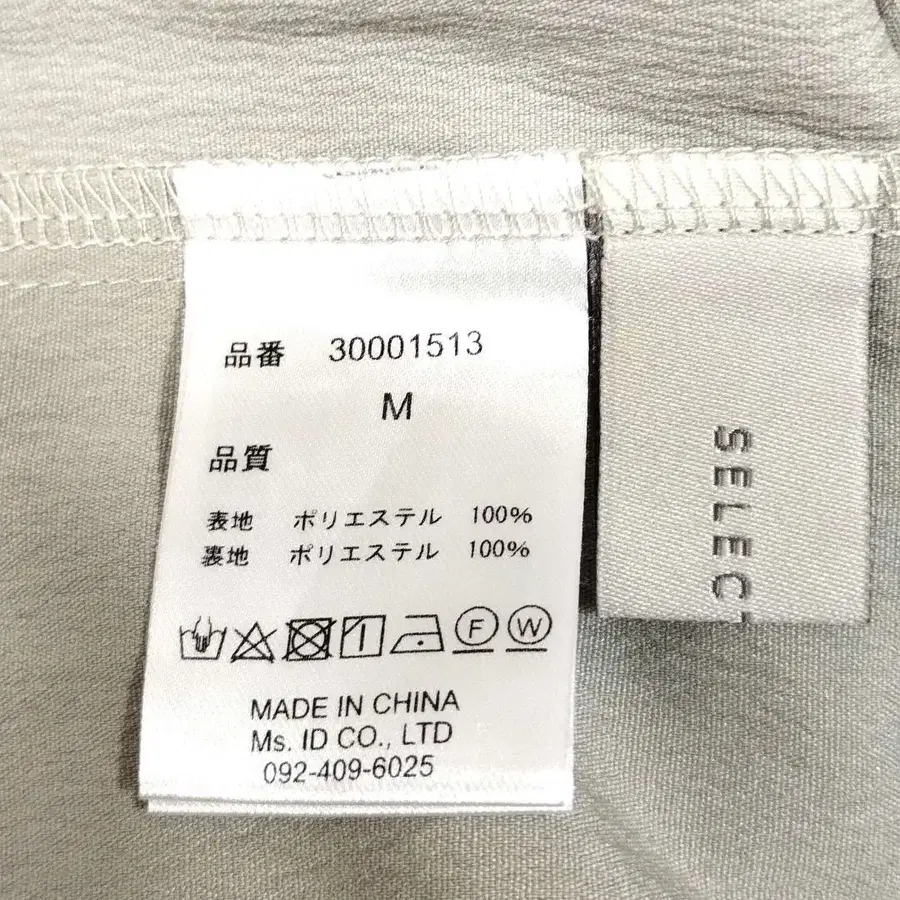 品番 30001513
M
品質
表地 ポリエステル 100%
裏地 ポリエステル 100%
F W
MADE IN CHINA
Ms. ID CO., LTD
092-409-6025
SELECT